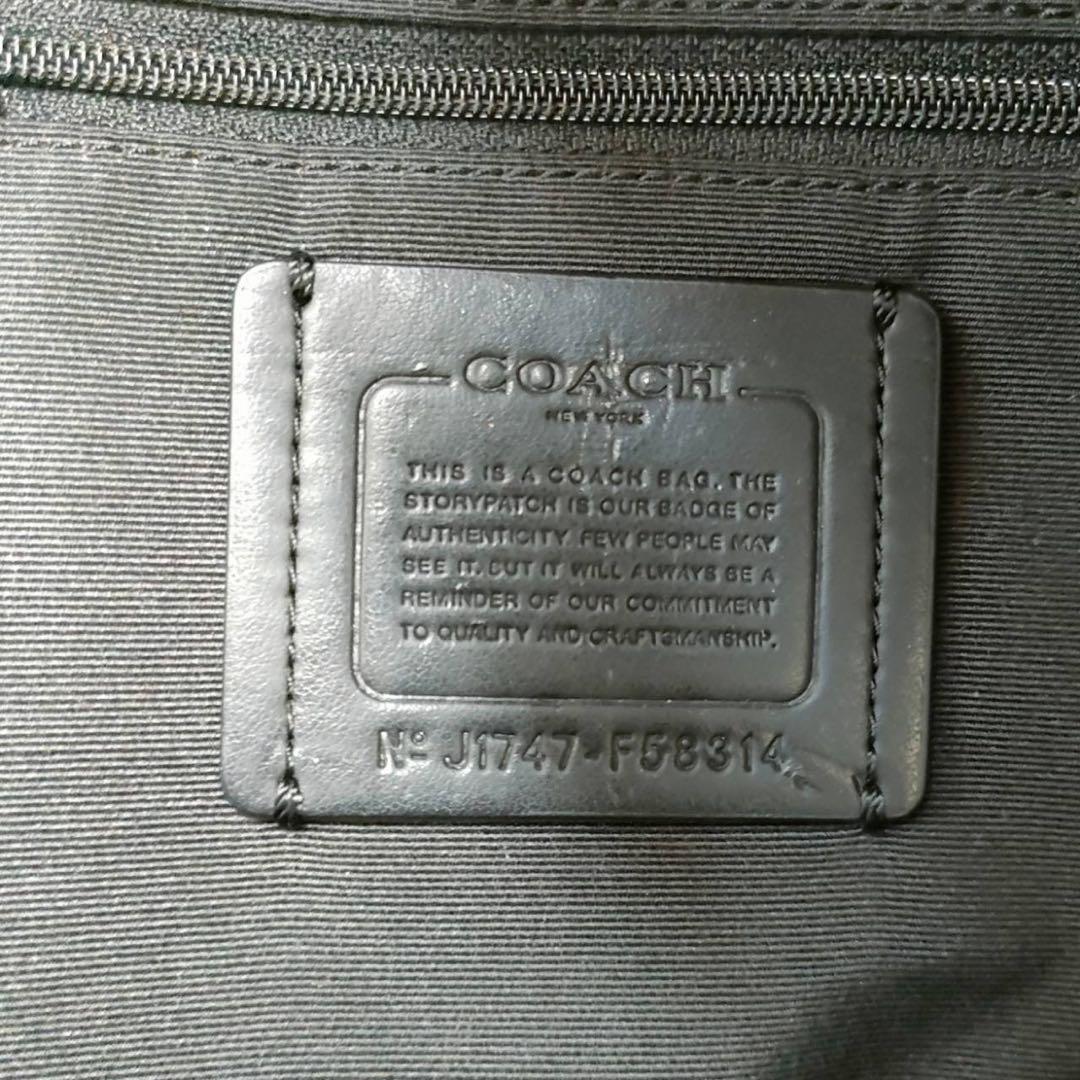 COACH
NEW YORK
THIS IS A COACH BAG. THE
STORYPATCH IS OUR BADGE OF
AUTHENTICITY. FEW PEOPLE MAY
SEE IT. BUT IT WILL ALWAYS BE A
REMINDER OF OUR COMMITMENT
TO QUALITY AND CRAFTSMANSHIP.
Nº J1747-F58314